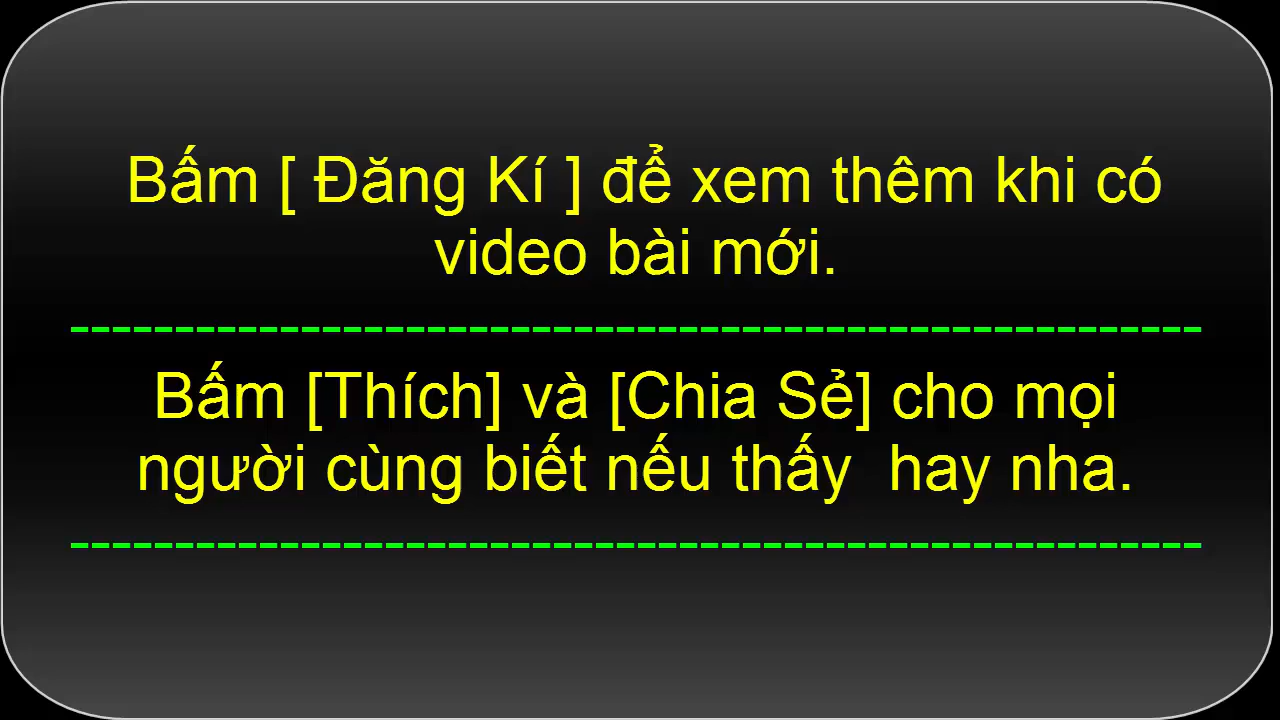 Bấm [ Đăng Kí ] để xem thêm khi có
video bài mới.
------------------------------------------------------
Bấm [Thích] và [Chia Sẻ] cho mọi
người cùng biết nếu thấy  hay nha.
------------------------------------------------------